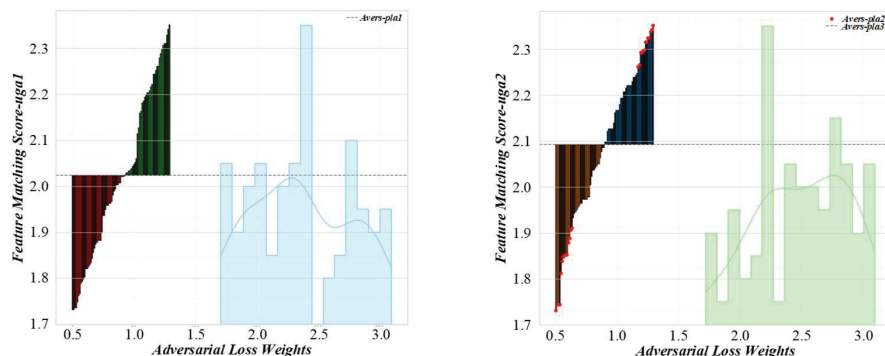 Avers-pla1
2.3
2.2
2.1
2.0
1.9
1.8
1.7
Feature Matching Score-uga1
0.5 1.0 1.5 2.0 2.5 3.0
Adversarial Loss Weights
Avers-pla2
Avers-pla3
2.3
2.2
2.1
2.0
1.9
1.8
1.7
Feature Matching Score-uga2
0.5 1.0 1.5 2.0 2.5 3.0
Adversarial Loss Weights